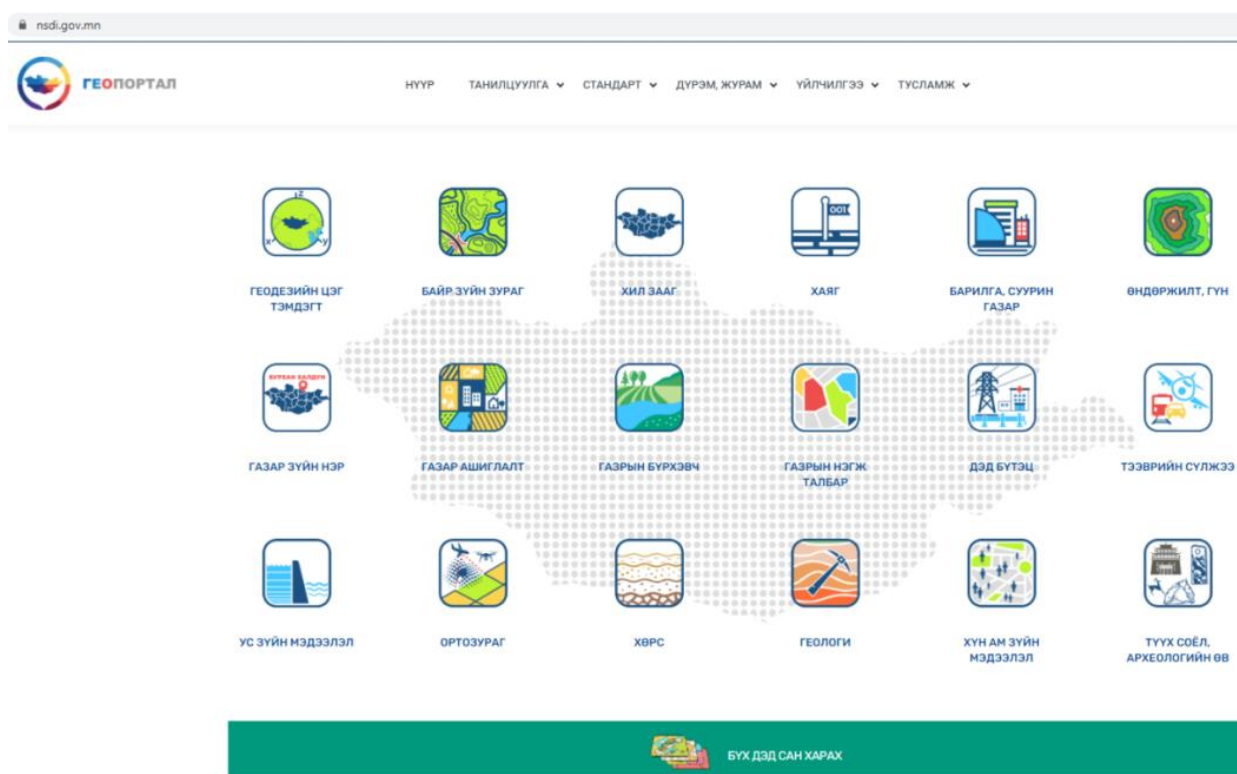 nsdi.gov.mn
ГЕОПОРТАЛ
НҮҮР ТАНИЛЦУУЛГА СТАНДАРТ ДҮРЭМ, ЖУРАМ ҮЙЛЧИЛГЭЭ ТУСЛАМЖ
ГЕОДЕЗИЙН ЦЭГ
ТЭМДЭГТ
БАЙР ЗҮЙН ЗУРАГ
ХИЛ ЗААГ
001
ХАЯГ
БАРИЛГА, СУУРИН
ГАЗАР
ӨНДӨРЖИЛТ, ГҮН
БУРХАН ХАЛДУН
ГАЗАР ЗҮЙН НЭР
ГАЗАР АШИГЛАЛТ
ГАЗРЫН БҮРХЭВЧ
ГАЗРЫН НЭГЖ
ТАЛБАР
ДЭД БҮТЭЦ
ТЭЭВРИЙН СҮЛЖЭЭ
УС ЗҮЙН МЭДЭЭЛЭЛ
ОРТОЗУРАГ
ХӨРС
ГЕОЛОГИ
ХҮН АМ ЗҮЙН
МЭДЭЭЛЭЛ
ТҮҮХ СОЁЛ,
АРХЕОЛОГИЙН ӨВ
БҮХ ДЭД САН ХАРАХ